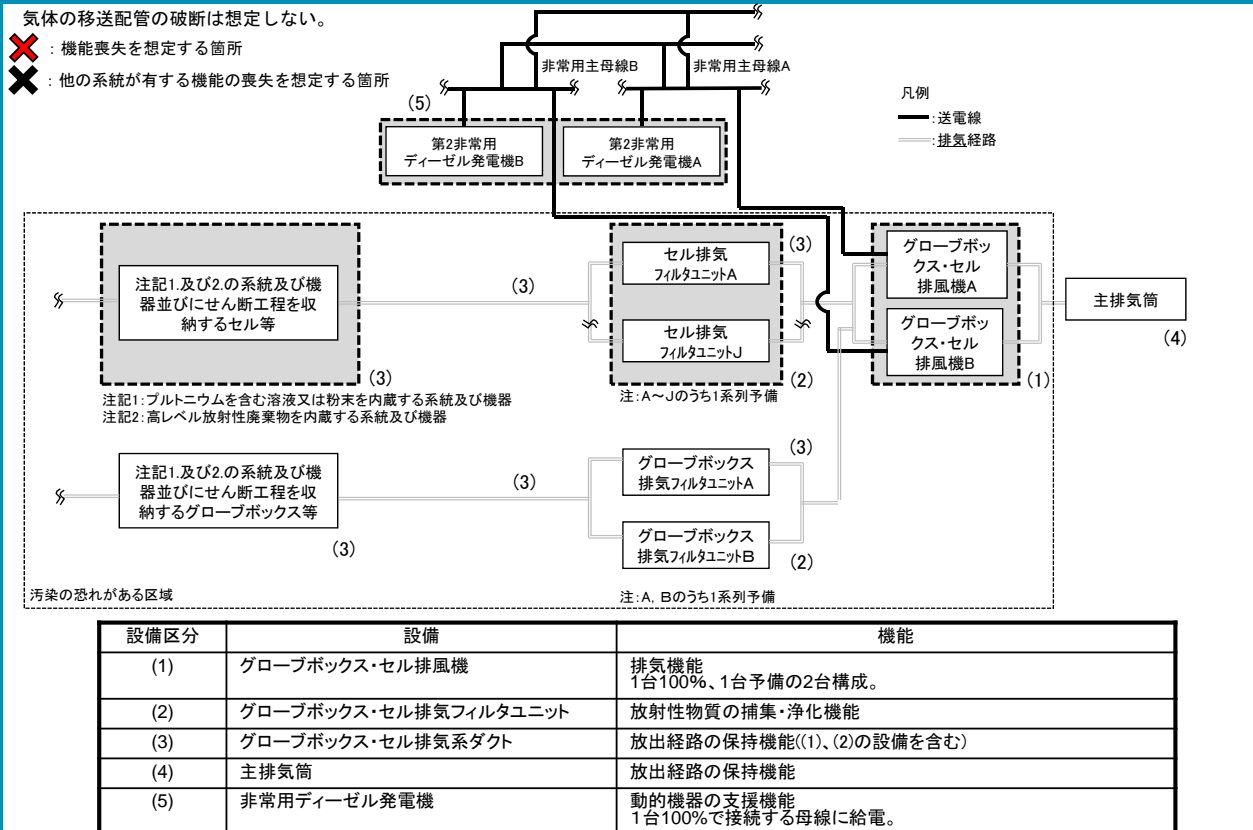 気体の移送配管の破断は想定しない。
：機能喪失を想定する箇所
：他の系統が有する機能の喪失を想定する箇所
非常用主母線B
非常用主母線A
凡例
：送電線
：排気経路
(5)
第2非常用
ディーゼル発電機B
第2非常用
ディーゼル発電機A
注記1.及び2.の系統及び機
器並びにせん断工程を収
納するセル等
(3)
(3)
セル排気
フィルタユニットA
(3)
セル排気
フィルタユニットJ
(2)
グローブボッ
クス・セル
排風機A
グローブボッ
クス・セル
排風機B
(1)
主排気筒
(4)
注記1：プルトニウムを含む溶液又は粉末を内蔵する系統及び機器
注記2：高レベル放射性廃棄物を内蔵する系統及び機器
注：A～Jのうち1系列予備
注記1.及び2.の系統及び機
器並びにせん断工程を収
納するグローブボックス等
(3)
(3)
グローブボックス
排気フィルタユニットA
(3)
グローブボックス
排気フィルタユニットB
(2)
汚染の恐れがある区域
注：A, Bのうち1系列予備
設備区分 設備 機能
(1) グローブボックス・セル排風機 排気機能
1台100％、1台予備の2台構成。
(2) グローブボックス・セル排気フィルタユニット 放射性物質の捕集・浄化機能
(3) グローブボックス・セル排気系ダクト 放出経路の保持機能((1)、(2)の設備を含む)
(4) 主排気筒 放出経路の保持機能
(5) 非常用ディーゼル発電機 動的機器の支援機能
1台100％で接続する母線に給電。